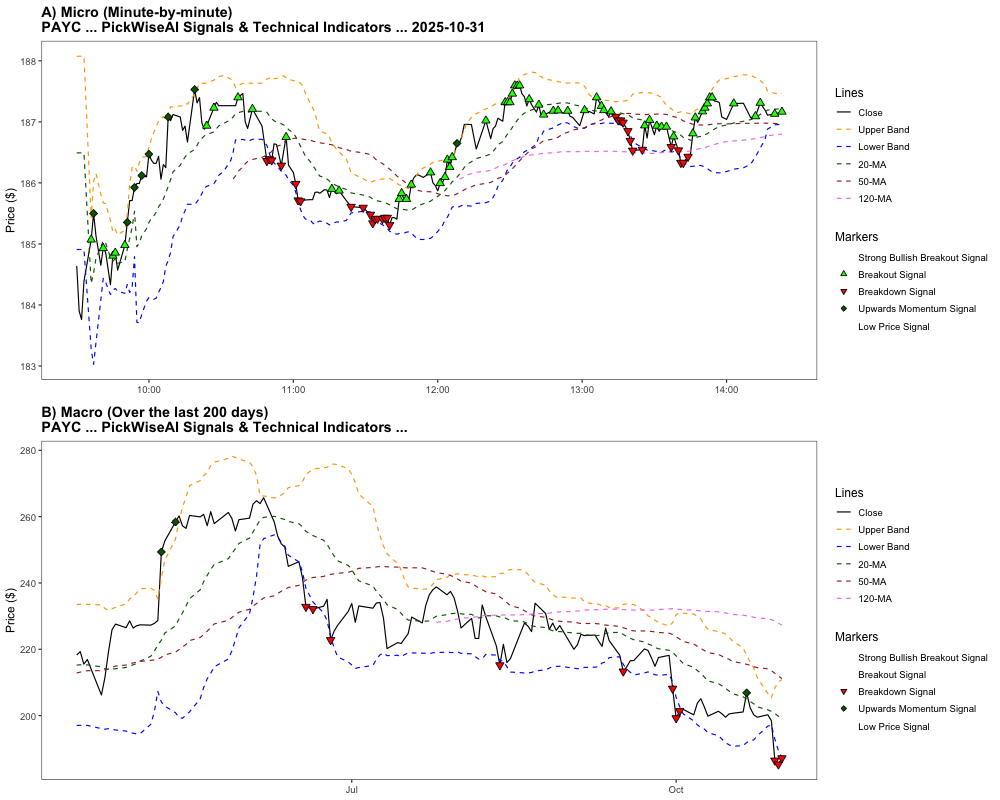 A) Micro (Minute-by-minute)
PAYC ... PickWiseAI Signals & Technical Indicators ... 2025-10-31
Price ($)
188
187
186
185
184
183
10:00
11:00
12:00
13:00
14:00
Lines
Close
Upper Band
Lower Band
20-MA
50-MA
120-MA
Markers
Strong Bullish Breakout Signal
Breakout Signal
Breakdown Signal
Upwards Momentum Signal
Low Price Signal
B) Macro (Over the last 200 days)
PAYC ... PickWiseAI Signals & Technical Indicators ...
Price ($)
280
260
240
220
200
Jul
Oct
Lines
Close
Upper Band
Lower Band
20-MA
50-MA
120-MA
Markers
Strong Bullish Breakout Signal
Breakout Signal
Breakdown Signal
Upwards Momentum Signal
Low Price Signal